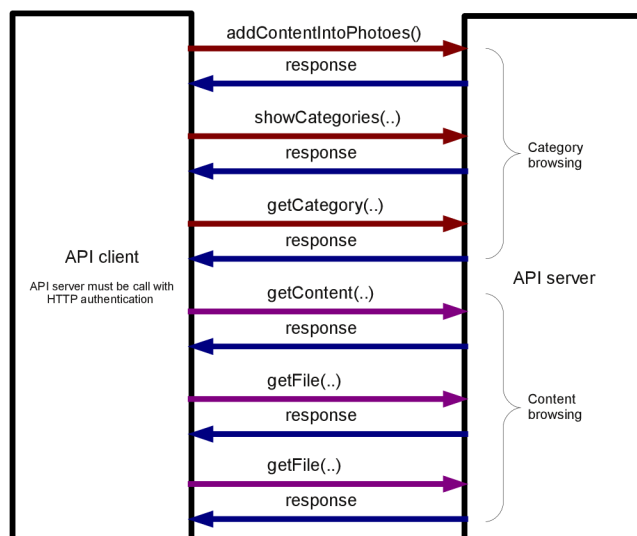 addContentIntoPhotoes()
response
showCategories(..)
response
Category
browsing
getCategory(..)
response
API client
API server must be call with
HTTP authentication
API server
getContent(..)
response
getFile(..)
response
Content
browsing
getFile(..)
response